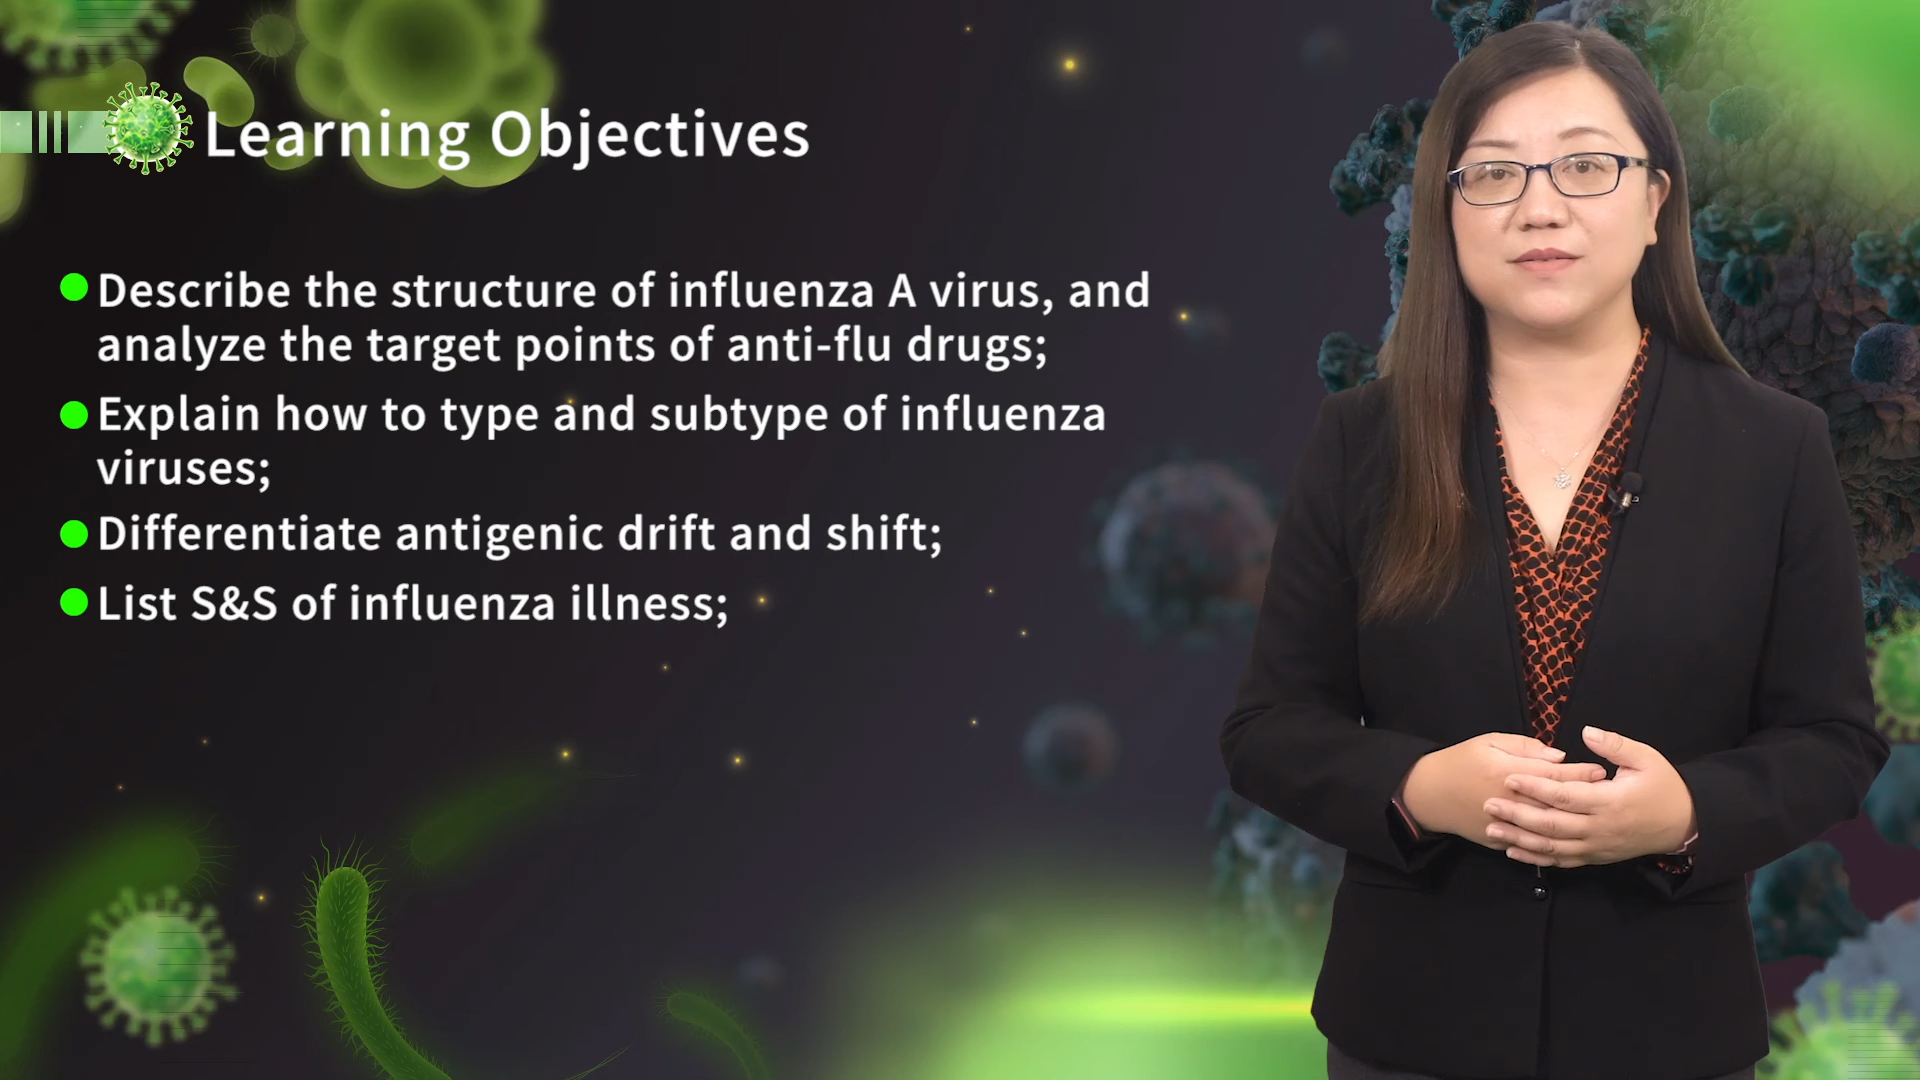 Learning Objectives
Describe the structure of influenza A virus, and
analyze the target points of anti-flu drugs;
Explain how to type and subtype of influenza
viruses;
Differentiate antigenic drift and shift;
List S&S of influenza illness;